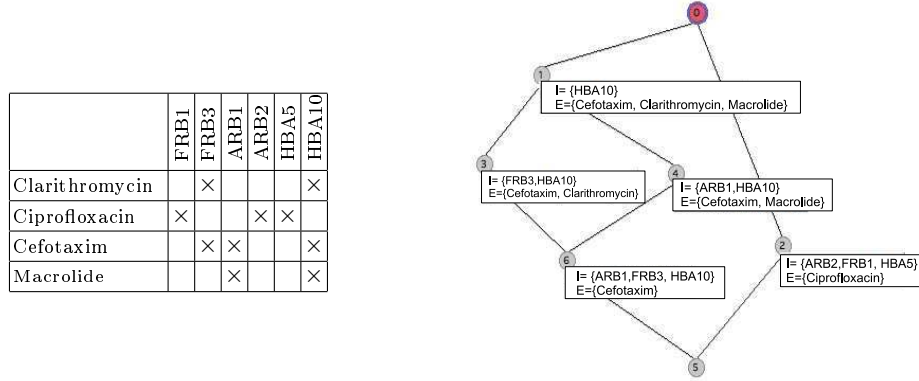 FRB1 FRB3 ARB1 ARB2 HBA5 HBA10
Clarithromycin × ×
Ciprofloxacin × × ×
Cefotaxim × × ×
Macrolide × ×
0
1
I= {HBA10}
E={Cefotaxim, Clarithromycin, Macrolide}
3
I= {FRB3,HBA10}
E={Cefotaxim, Clarithromycin}
4
I= {ARB1,HBA10}
E={Cefotaxim, Macrolide}
2
I= {ARB2,FRB1, HBA5}
E={Ciprofloxacin}
6
I= {ARB1,FRB3, HBA10}
E={Cefotaxim}
5